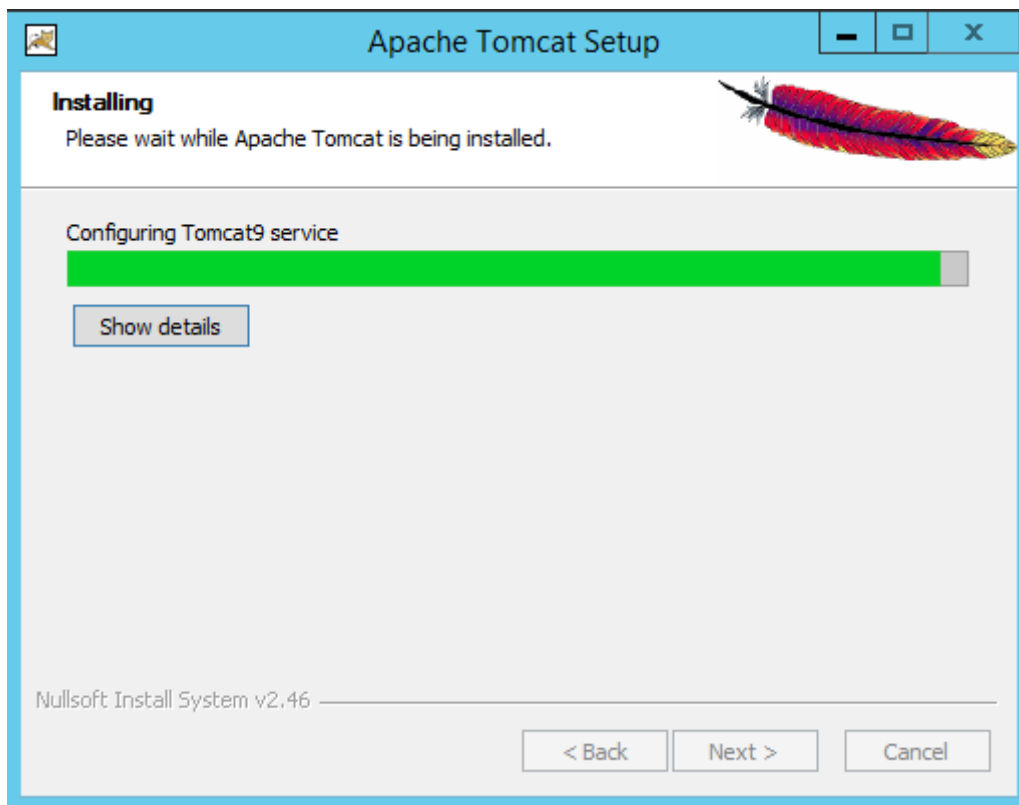 Apache Tomcat Setup
Installing
Please wait while Apache Tomcat is being installed.
Configuring Tomcat9 service
Show details
Nullsoft Install System v2.46
< Back
Next >
Cancel